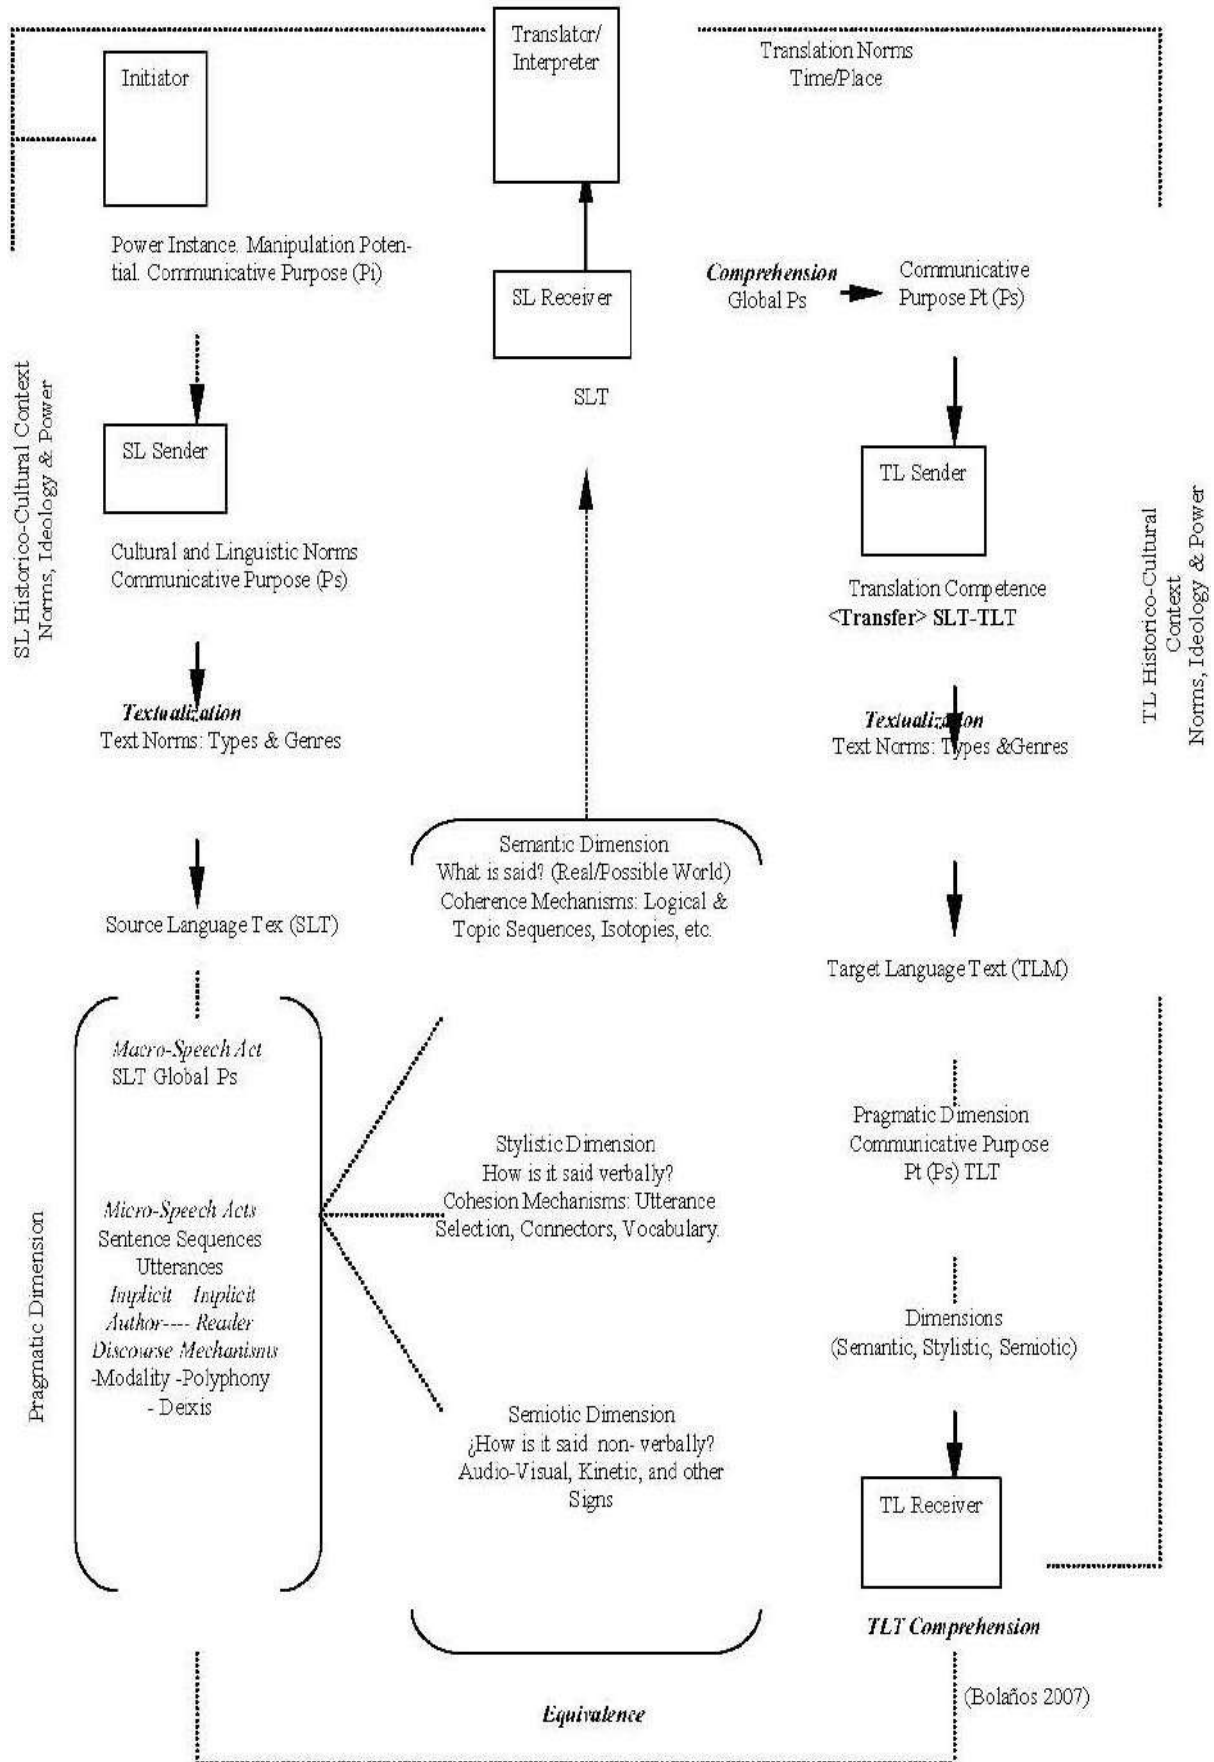 Translator/
Interpreter
Translation Norms
Time/Place
Initiator
Power Instance. Manipulation Poten-
tial. Communicative Purpose (Pi)
SL Receiver
SLT
Comprehension
Global Ps
Communicative
Purpose Pt (Ps)
SL Historico-Cultural Context
Norms, Ideology & Power
SL Sender
Cultural and Linguistic Norms
Communicative Purpose (Ps)
Textualization
Text Norms: Types & Genres
Source Language Tex (SLT)
TL Sender
Translation Competence
<Transfer> SLT-TLT
Textualization
Text Norms: Types &Genres
Target Language Text (TLM)
TL Historico-Cultural
Context
Norms, Ideology & Power
Pragmatic Dimension
Macro-Speech Act
SLT Global Ps
Micro-Speech Acts
Sentence Sequences
Utterances
Implicit Implicit
Author---- Reader
Discourse Mechanisms
-Modality -Polyphony
- Deixis
Semantic Dimension
What is said? (Real/Possible World)
Coherence Mechanisms: Logical &
Topic Sequences, Isotopies, etc.
Stylistic Dimension
How is it said verbally?
Cohesion Mechanisms: Utterance
Selection, Connectors, Vocabulary.
Semiotic Dimension
¿How is it said non- verbally?
Audio-Visual, Kinetic, and other
Signs
Pragmatic Dimension
Communicative Purpose
Pt (Ps) TLT
Dimensions
(Semantic, Stylistic, Semiotic)
TL Receiver
TLT Comprehension
Equivalence
(Bolaños 2007)